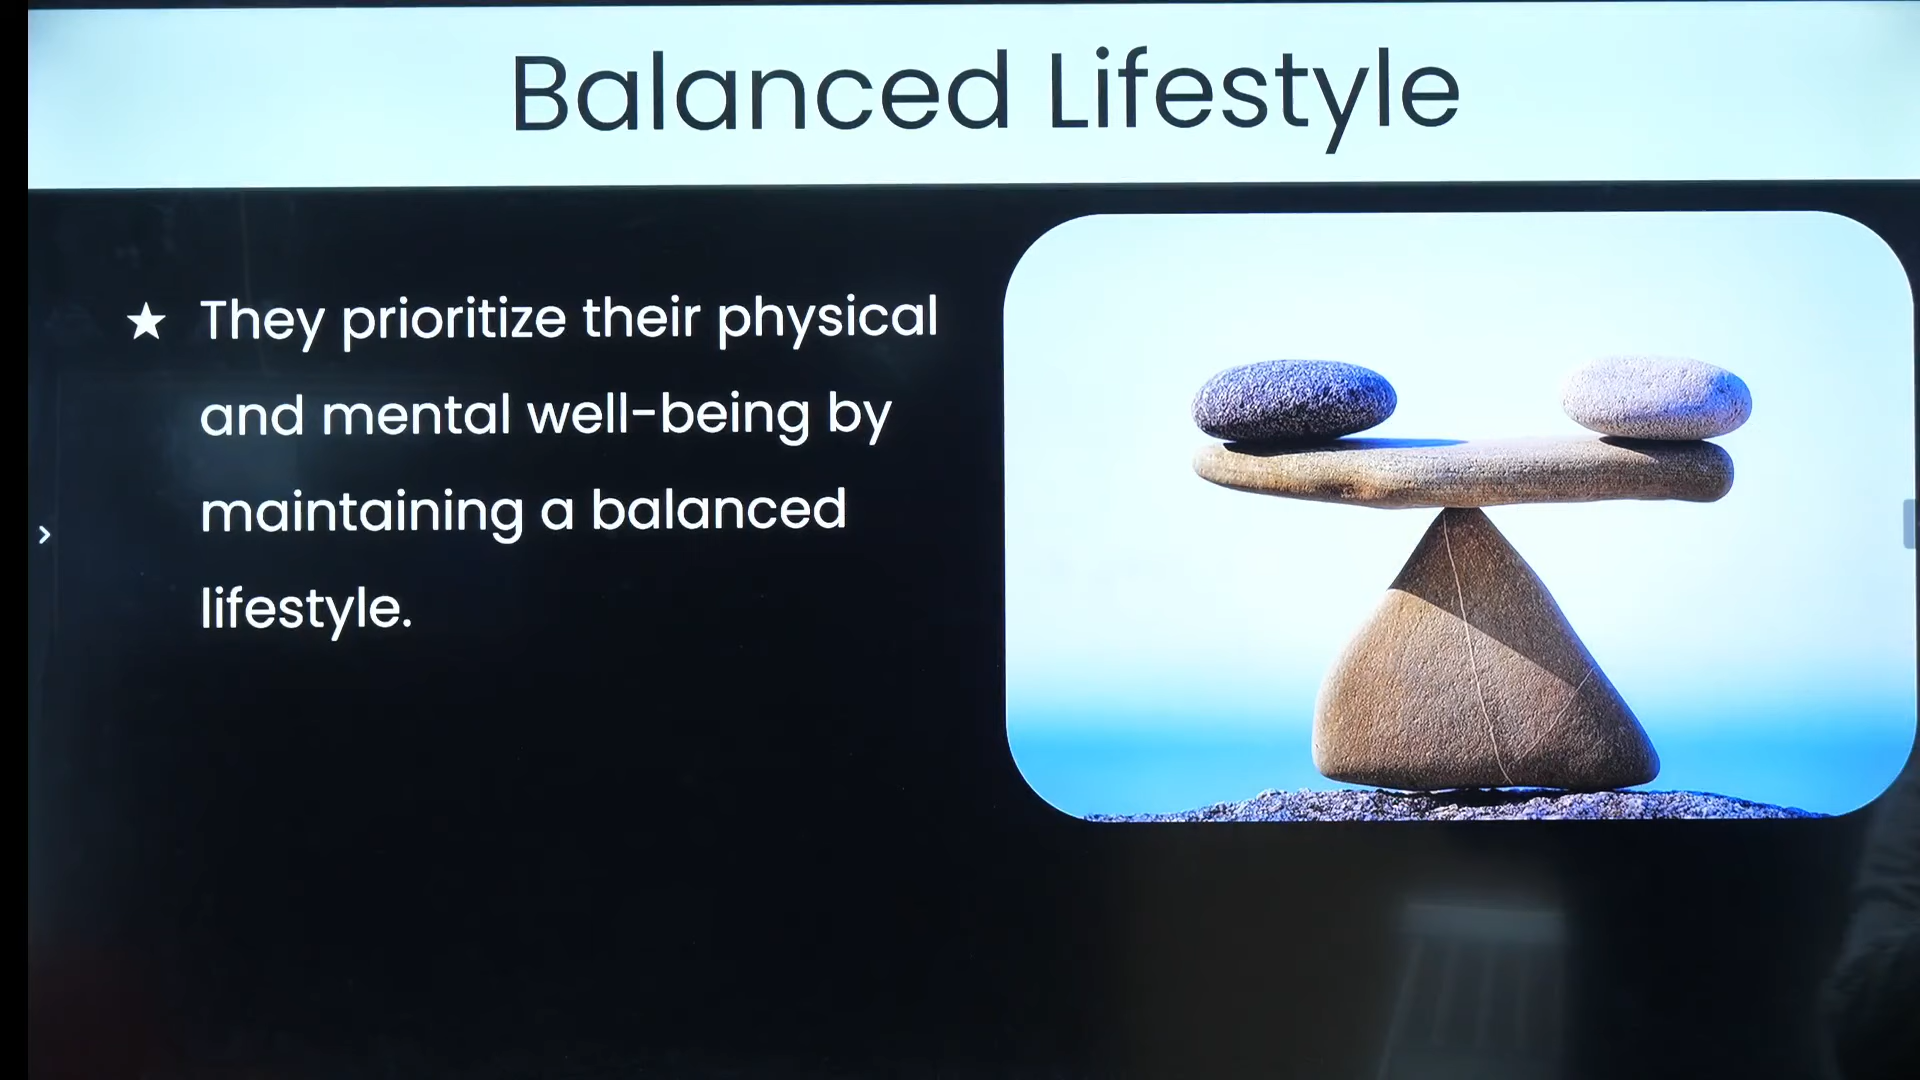 Balanced Lifestyle
★ They prioritize their physical
and mental well-being by
maintaining a balanced
lifestyle.